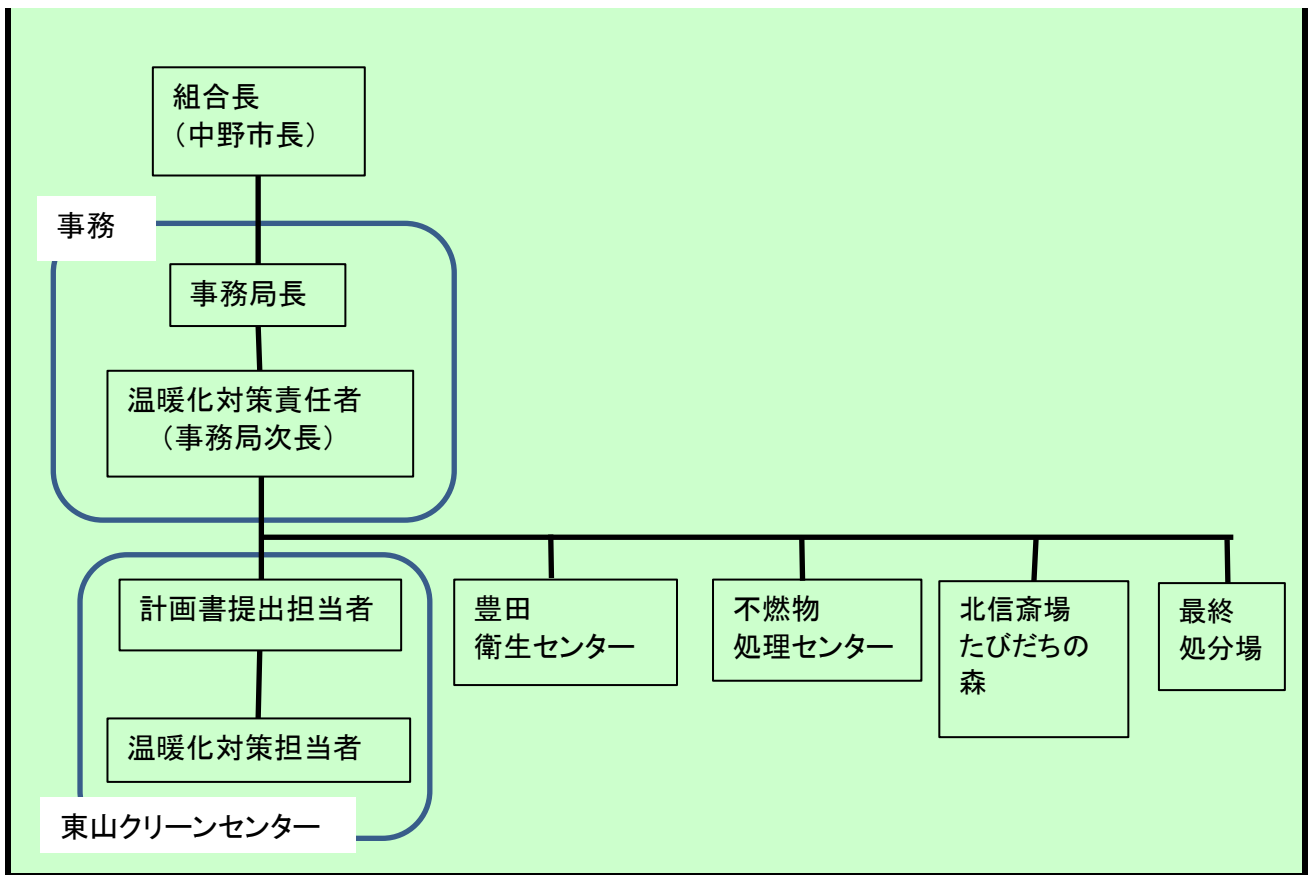 組合長
（中野市長）
事務
事務局長
温暖化対策責任者
（事務局次長）
計画書提出担当者
温暖化対策担当者
東山クリーンセンター
豊田
衛生センター
不燃物
処理センター
北信斎場
たびだちの
森
最終
処分場